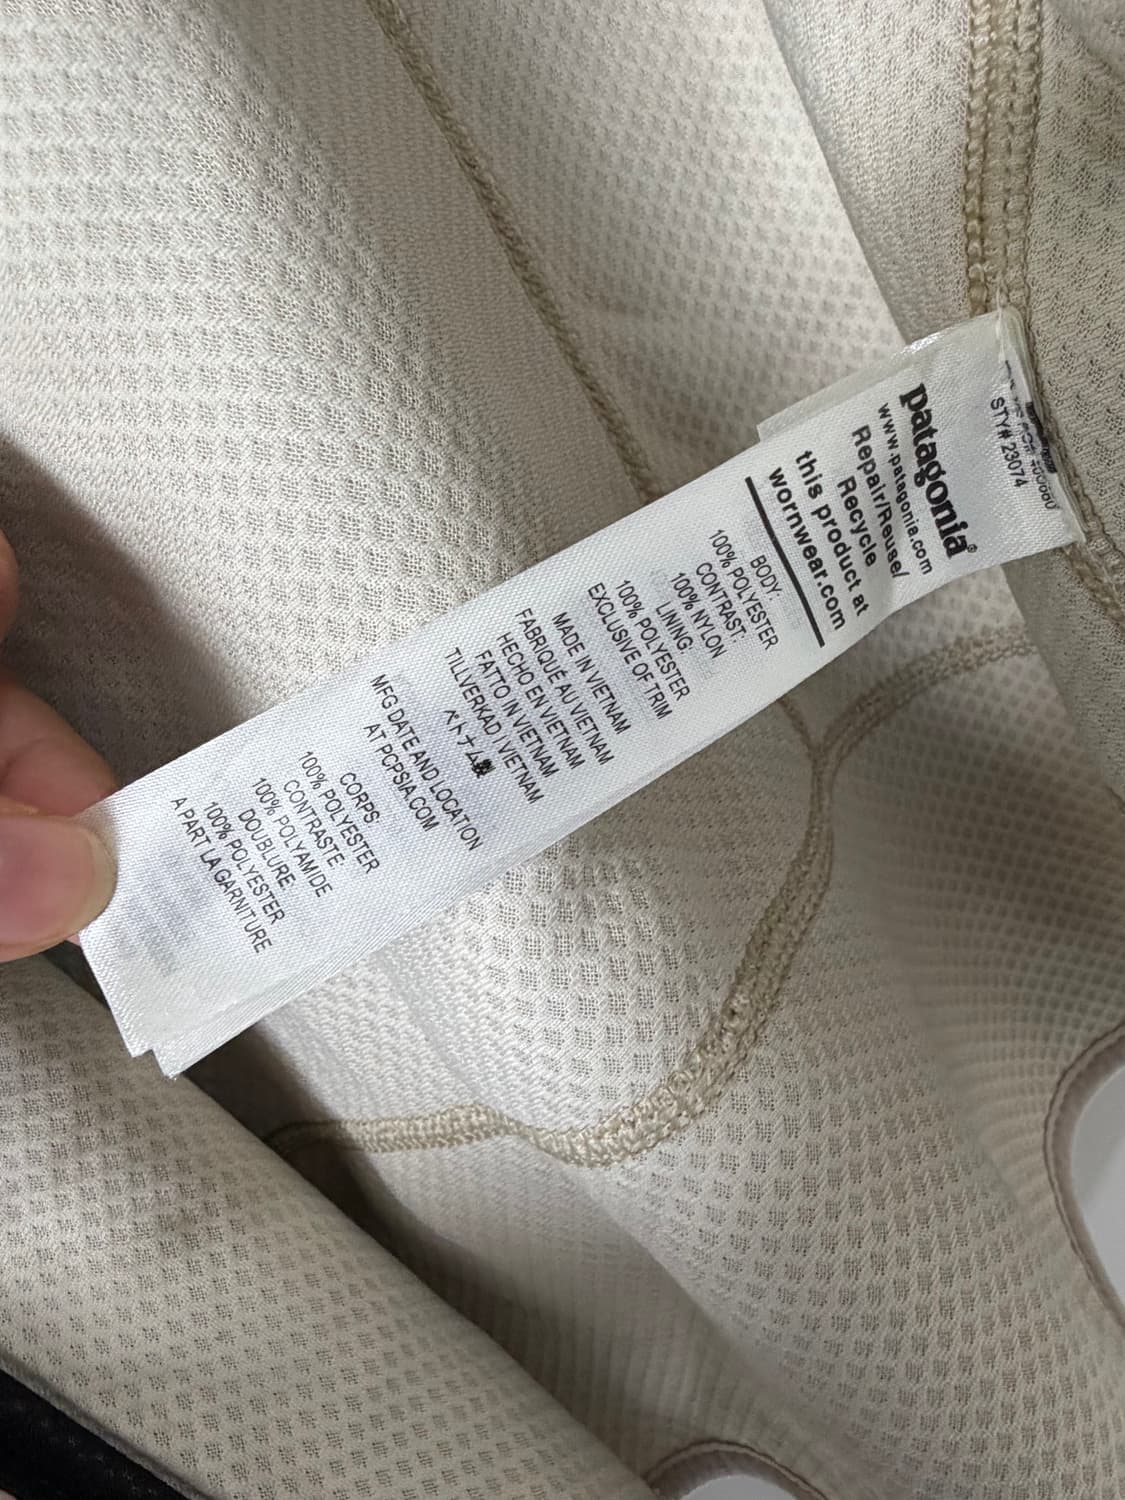 STY# 23074
patagonia®
www.patagonia.com
Repair/Reuse/
Recycle
this product at
wornwear.com
BODY:
100% POLYESTER
CONTRAST:
100% NYLON
LINING:
100% POLYESTER
EXCLUSIVE OF TRIM
MADE IN VIETNAM
FABRIQUÉ AU VIETNAM
HECHO EN VIETNAM
FATTO IN VIETNAM
TILLVERKAD I VIETNAM
ベトナム製
MFG DATE AND LOCATION
AT PCPSIA.COM
CORPS:
100% POLYESTER
CONTRASTE:
100% POLYAMIDE
DOUBLURE:
100% POLYESTER
A PART LA GARNITURE